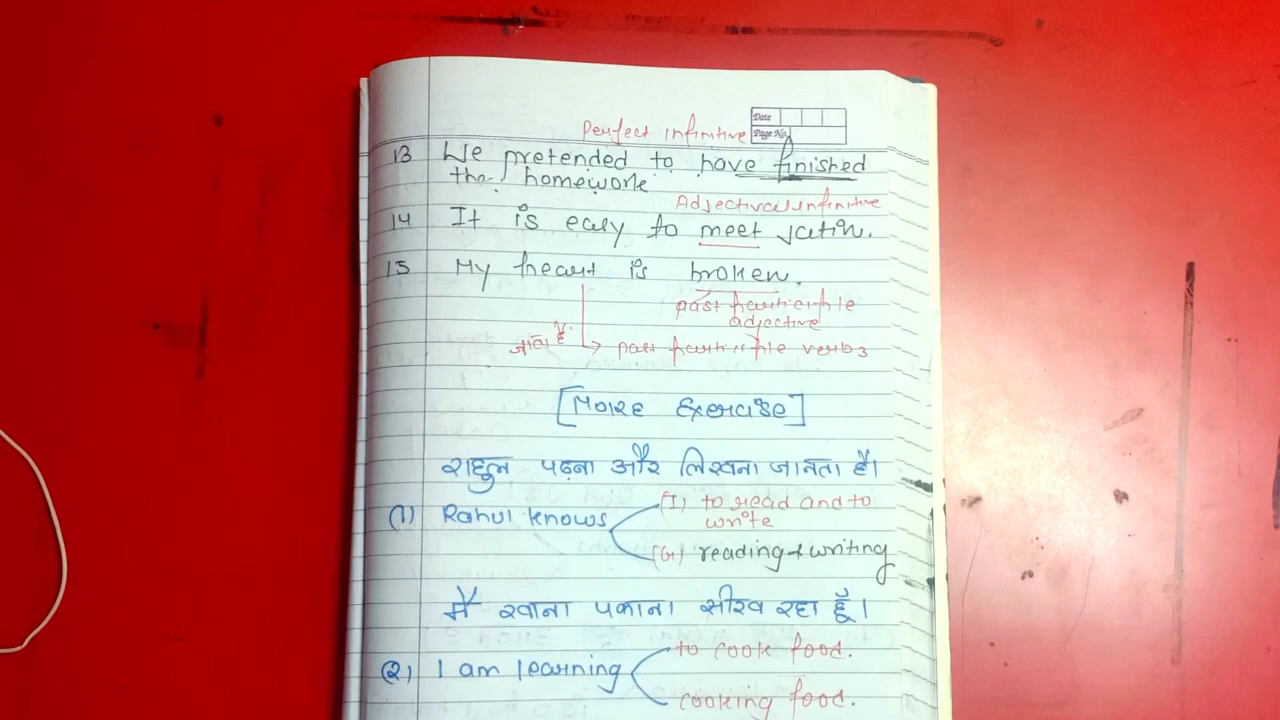 Date
Page No.
Perfect Infinitive
13 We pretended to have finished
the homework
Adjectival infinitive
14 It is easy to meet Jatin.
15 My heart is broken.
past participle
adjective
जाता है.
past participle verb3
[More Exercise]
राहुल पढ़ना और लिखना जानता है।
(1) Rahul knows
(I) to read and to
write
(G) reading + writing
मैं खाना पकाना सीख रहा हूँ।
(2) I am learning
to cook food.
cooking food.